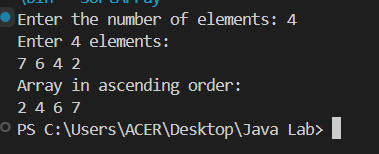 Enter the number of elements: 4
Enter 4 elements:
7 6 4 2
Array in ascending order:
2 4 6 7
PS C:\Users\ACER\Desktop\Java Lab>